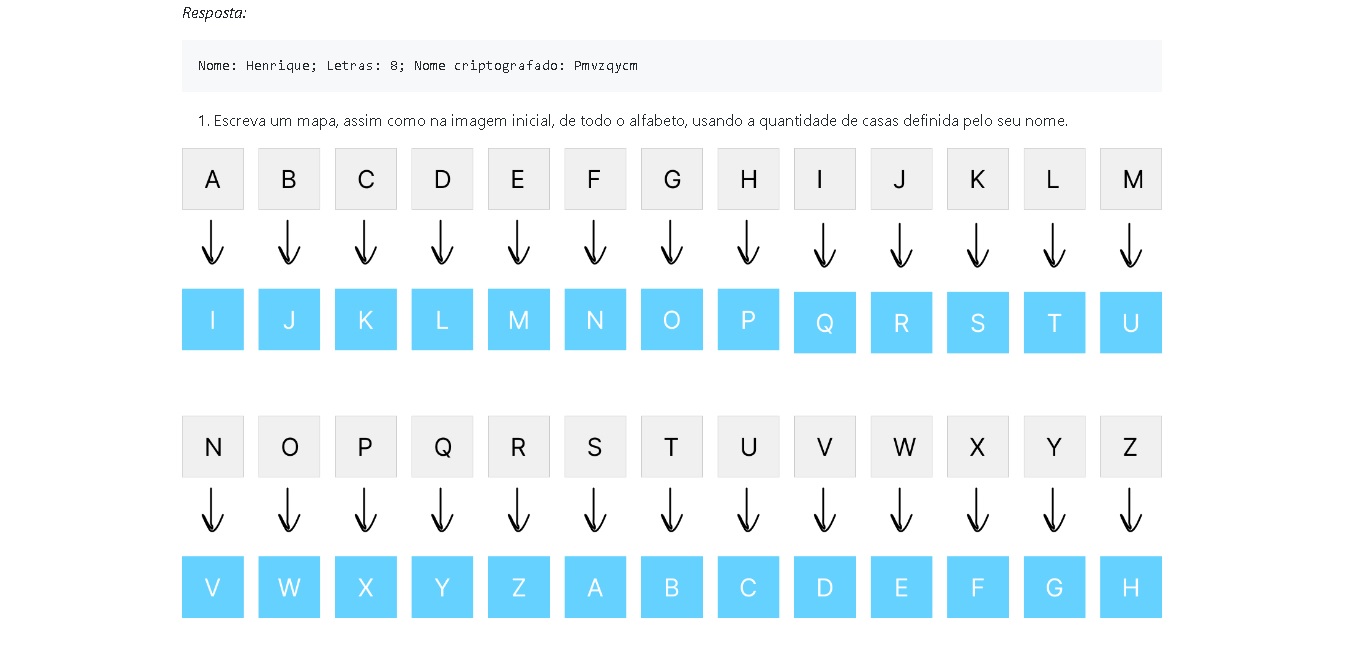 Resposta:
Nome: Henrique; Letras: 8; Nome criptografado: Pmvzqycm
1. Escreva um mapa, assim como na imagem inicial, de todo o alfabeto, usando a quantidade de casas definida pelo seu nome.
A B C D E F G H I J K L M
I J K L M N O P Q R S T U
N O P Q R S T U V W X Y Z
V W X Y Z A B C D E F G H